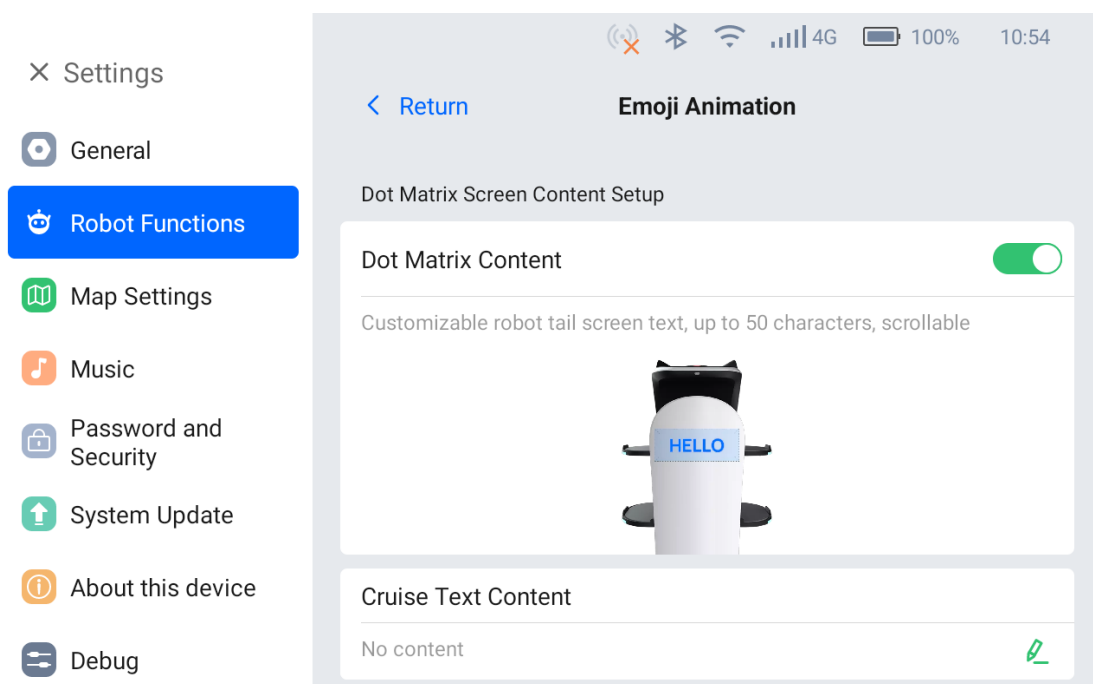 4G 100% 10:54
Settings
General
Robot Functions
Map Settings
Music
Password and
Security
System Update
About this device
Debug
Return
Emoji Animation
Dot Matrix Screen Content Setup
Dot Matrix Content
Customizable robot tail screen text, up to 50 characters, scrollable
HELLO
Cruise Text Content
No content